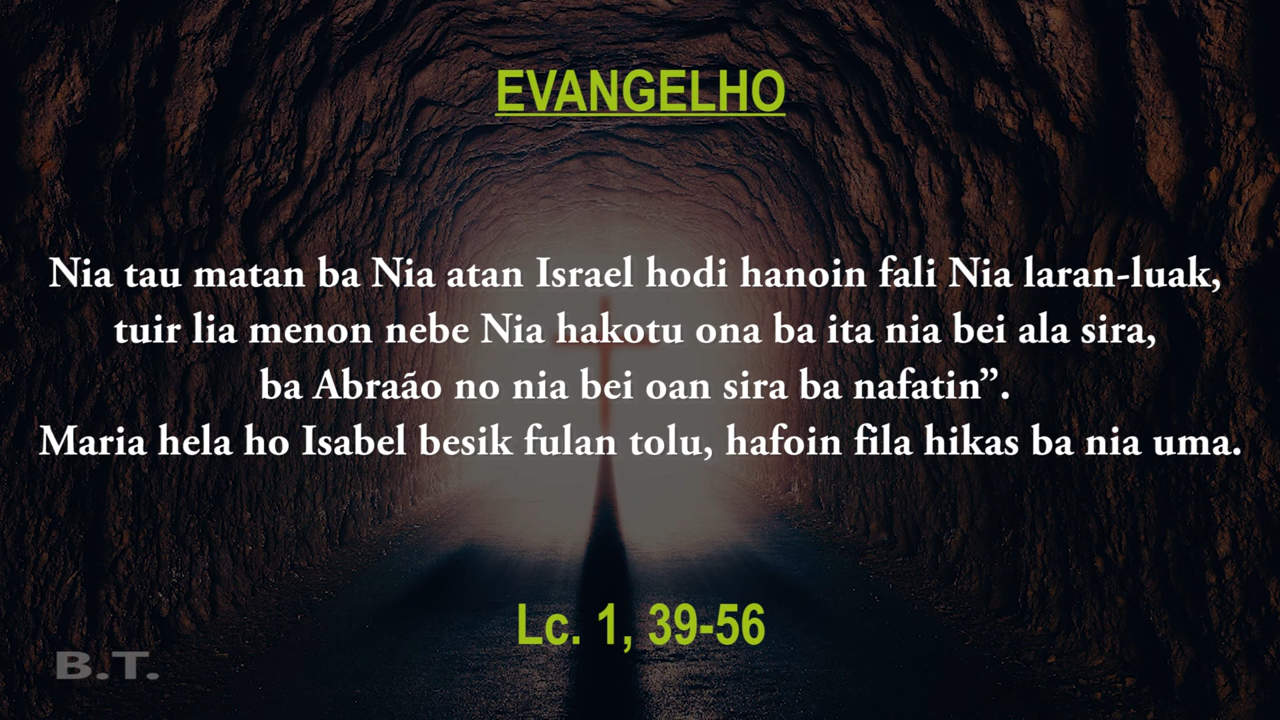 EVANGELHO
Nia tau matan ba Nia atan Israel hodi hanoin fali Nia laran-luak,
tuir lia menon nebe Nia hakotu ona ba ita nia bei ala sira,
ba Abraão no nia bei oan sira ba nafatin”.
Maria hela ho Isabel besik fulan tolu, hafoin fila hikas ba nia uma.
Lc. 1, 39-56
B.T.